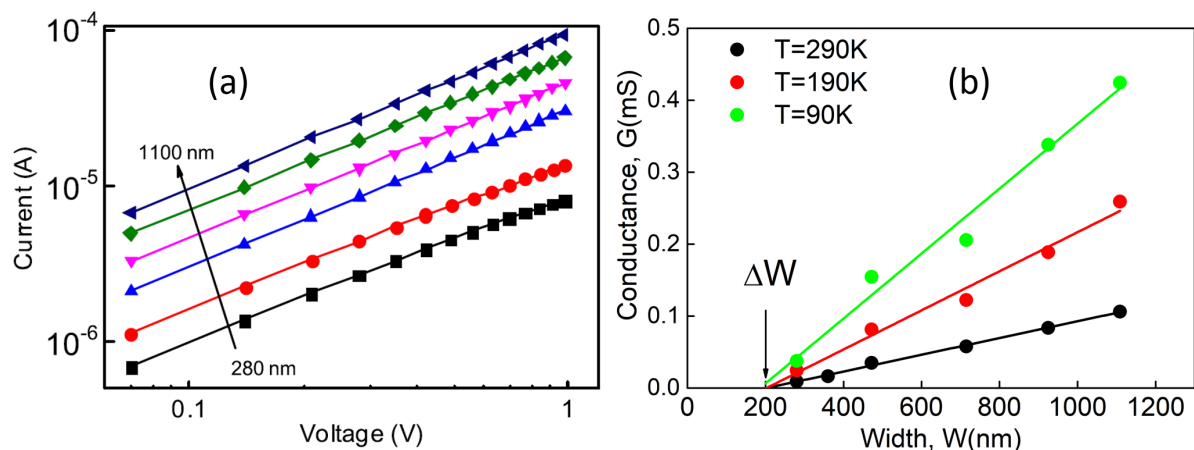 (a)
10⁻⁴
10⁻⁵
10⁻⁶
Current (A)
1100 nm
280 nm
0.1
1
Voltage (V)
(b)
T=290K
T=190K
T=90K
0.5
0.4
0.3
0.2
0.1
0.0
Conductance, G(mS)
ΔW
0 200 400 600 800 1000 1200
Width, W(nm)